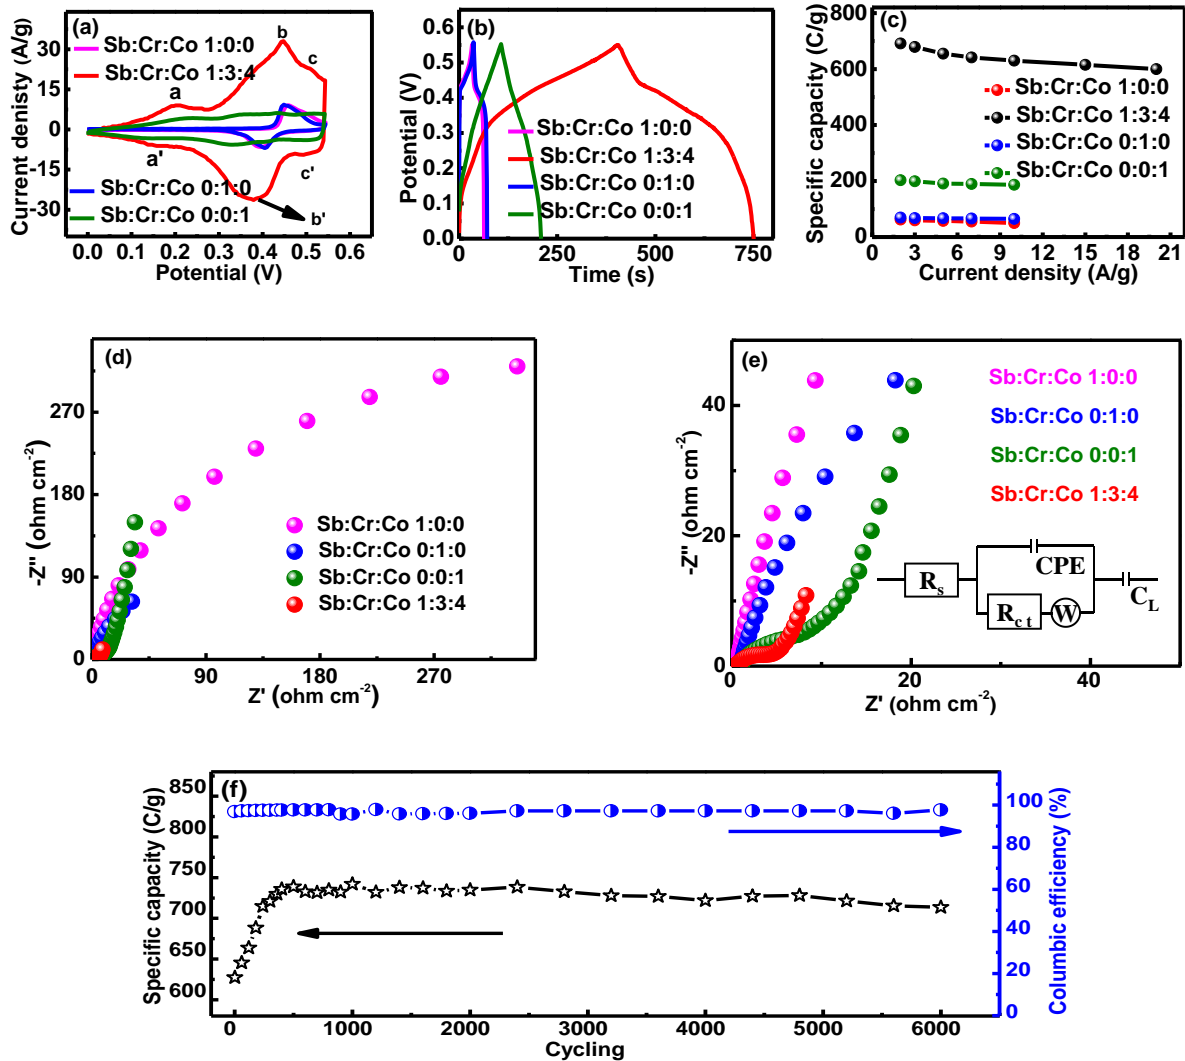 (a)
Sb:Cr:Co 1:0:0
Sb:Cr:Co 1:3:4
a
b
c
a'
b'
c'
Sb:Cr:Co 0:1:0
Sb:Cr:Co 0:0:1
30
15
0
-15
-30
Current denisty (A/g)
0.0 0.1 0.2 0.3 0.4 0.5 0.6
Potential (V)
(b)
Sb:Cr:Co 1:0:0
Sb:Cr:Co 1:3:4
Sb:Cr:Co 0:1:0
Sb:Cr:Co 0:0:1
0.6
0.5
0.4
0.3
0.2
0.1
0.0
Potential (V)
0 250 500 750
Time (s)
(c)
Sb:Cr:Co 1:0:0
Sb:Cr:Co 1:3:4
Sb:Cr:Co 0:1:0
Sb:Cr:Co 0:0:1
800
600
400
200
0
Specific capacity (C/g)
0 3 6 9 12 15 18 21
Current density (A/g)
(d)
Sb:Cr:Co 1:0:0
Sb:Cr:Co 0:1:0
Sb:Cr:Co 0:0:1
Sb:Cr:Co 1:3:4
270
180
90
0
-Z'' (ohm cm⁻²)
0 90 180 270
Z' (ohm cm⁻²)
(e)
Sb:Cr:Co 1:0:0
Sb:Cr:Co 0:1:0
Sb:Cr:Co 0:0:1
Sb:Cr:Co 1:3:4
Rs
CPE
Rct
W
CL
40
20
0
-Z'' (ohm cm⁻²)
0 20 40
Z' (ohm cm⁻²)
(f)
850
800
750
700
650
600
Specific capacity (C/g)
100
80
60
40
20
0
Columbic efficiency (%)
0 1000 2000 3000 4000 5000 6000
Cycling